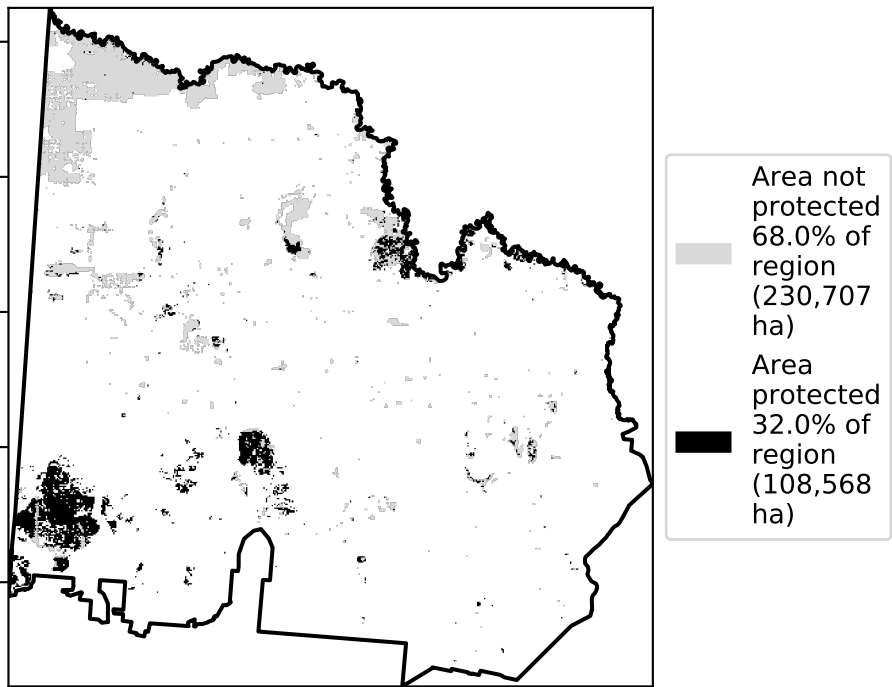 Area not
protected
68.0% of
region
(230,707
ha)
Area
protected
32.0% of
region
(108,568
ha)